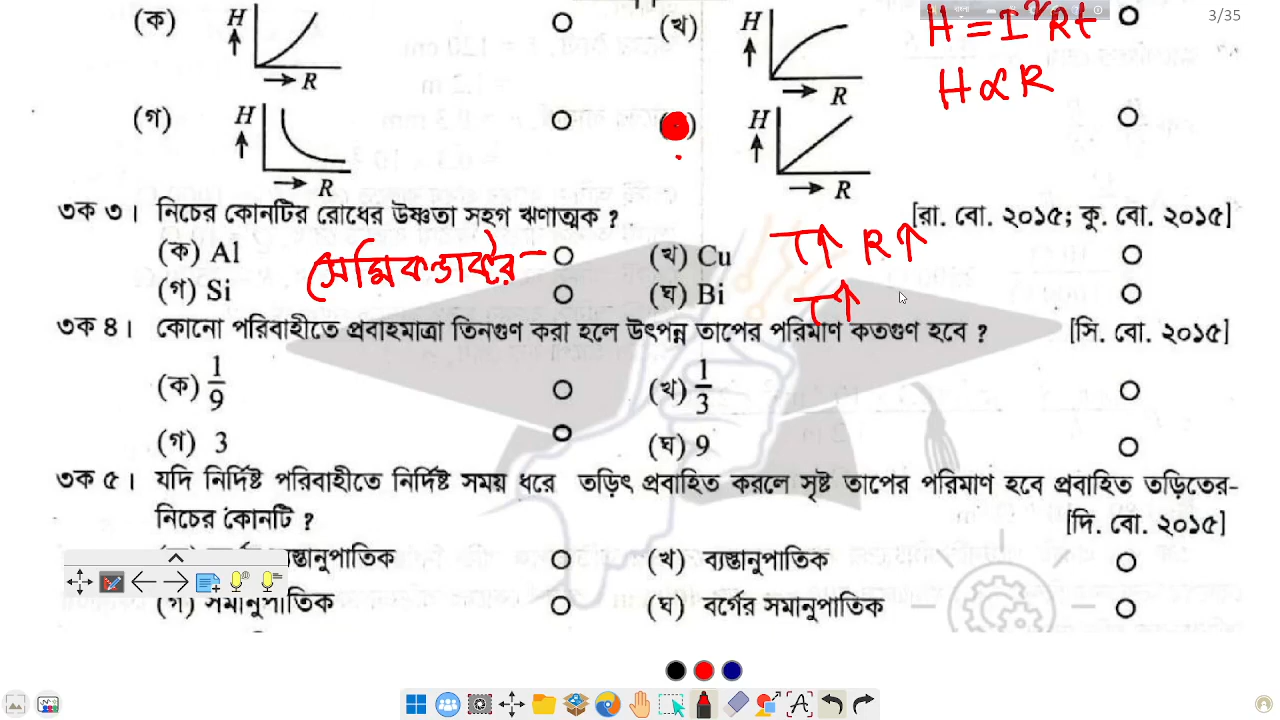 3/35
(ক) H R (খ) H R H = I²Rt
H ∝ R
(গ) H R H R
৩ক ৩। নিচের কোনটির রোধের উষ্ণতা সহগ ঋণাত্মক ? [রা. বো. ২০১৫; কু. বো. ২০১৫]
(ক) Al (খ) Cu T↑ R↑
সেমিকন্ডাক্টর
(গ) Si (ঘ) Bi T↑
৩ক ৪। কোনো পরিবাহীতে প্রবাহমাত্রা তিনগুণ করা হলে উৎপন্ন তাপের পরিমাণ কতগুণ হবে ? [সি. বো. ২০১৫]
(ক) 1/9 (খ) 1/3
(গ) 3 (ঘ) 9
৩ক ৫। যদি নির্দিষ্ট পরিবাহীতে নির্দিষ্ট সময় ধরে তড়িৎ প্রবাহিত করলে সৃষ্ট তাপের পরিমাণ হবে প্রবাহিত তড়িতের-
নিচের কোনটি ? [দি. বো. ২০১৫]
(খ) ব্যস্তানুপাতিক
(গ) সমানুপাতিক (ঘ) বর্গের সমানুপাতিক